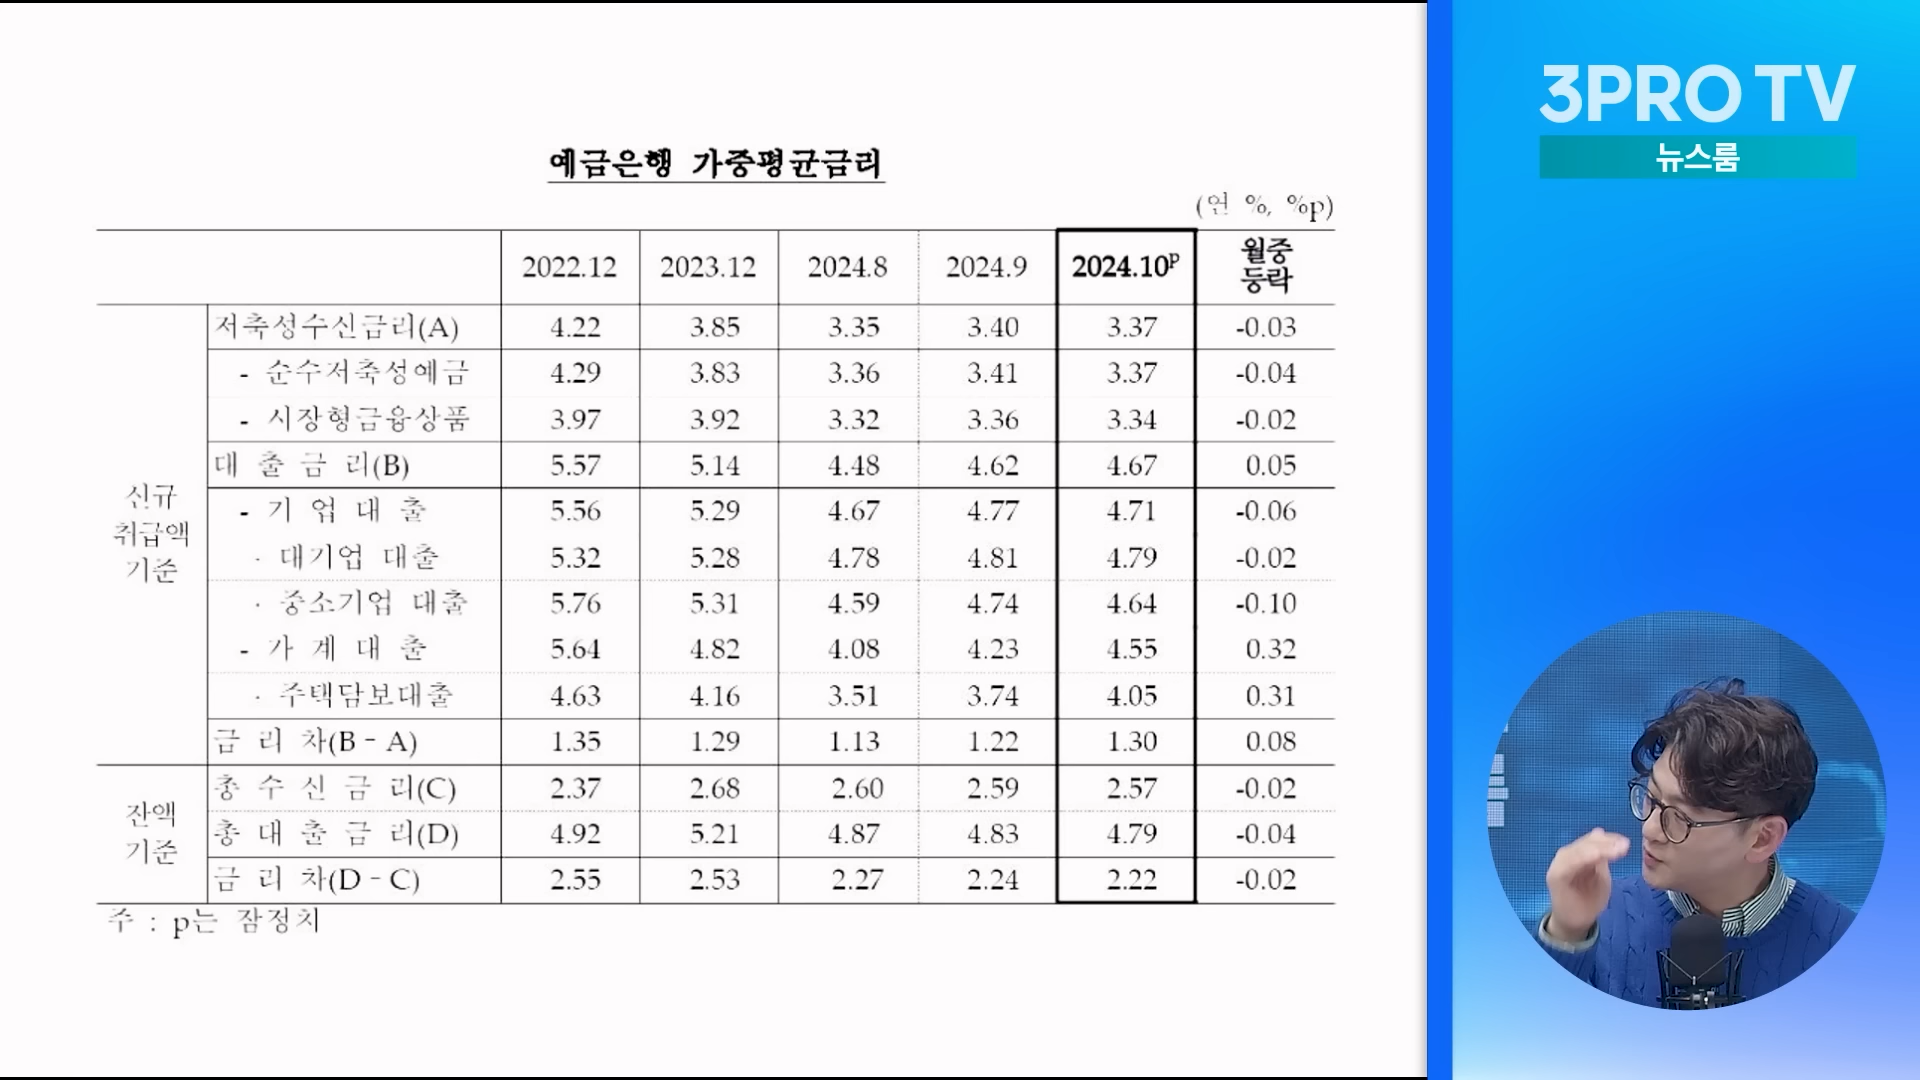 3PRO TV
뉴스룸
예금은행 가중평균금리
(연 %, %p)
2022.12 2023.12 2024.8 2024.9 2024.10p 월중 등락
신규 취급액 기준
저축성수신금리(A) 4.22 3.85 3.35 3.40 3.37 -0.03
- 순수저축성예금 4.29 3.83 3.36 3.41 3.37 -0.04
- 시장형금융상품 3.97 3.92 3.32 3.36 3.34 -0.02
대 출 금 리(B) 5.57 5.14 4.48 4.62 4.67 0.05
- 기 업 대 출 5.56 5.29 4.67 4.77 4.71 -0.06
· 대기업 대출 5.32 5.28 4.78 4.81 4.79 -0.02
· 중소기업 대출 5.76 5.31 4.59 4.74 4.64 -0.10
- 가 계 대 출 5.64 4.82 4.08 4.23 4.55 0.32
· 주택담보대출 4.63 4.16 3.51 3.74 4.05 0.31
금 리 차(B - A) 1.35 1.29 1.13 1.22 1.30 0.08
잔액 기준
총 수 신 금 리(C) 2.37 2.68 2.60 2.59 2.57 -0.02
총 대 출 금 리(D) 4.92 5.21 4.87 4.83 4.79 -0.04
금 리 차(D - C) 2.55 2.53 2.27 2.24 2.22 -0.02
주 : p는 잠정치